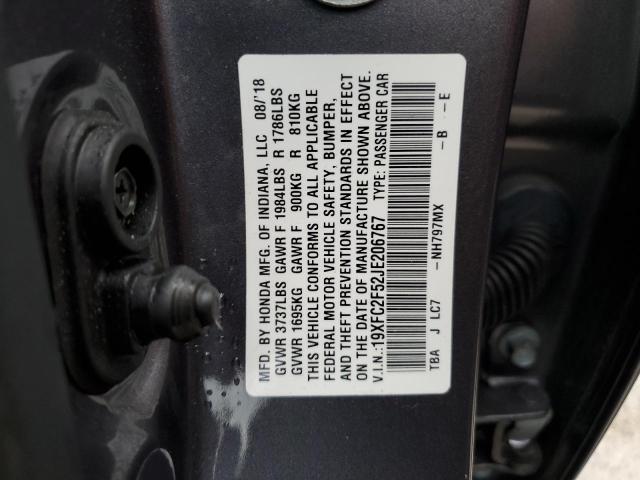 MFD. BY HONDA MFG. OF INDIANA, LLC 08/'18
GVWR 3737LBS GAWR F 1984LBS R 1786LBS
GVWR 1695KG GAWR F 900KG R 810KG
THIS VEHICLE CONFORMS TO ALL APPLICABLE
FEDERAL MOTOR VEHICLE SAFETY, BUMPER,
AND THEFT PREVENTION STANDARDS IN EFFECT
ON THE DATE OF MANUFACTURE SHOWN ABOVE.
V.I.N.:19XFC2F52JE206767 TYPE: PASSENGER CAR
TBA J LC7 -NH797MX -B -E